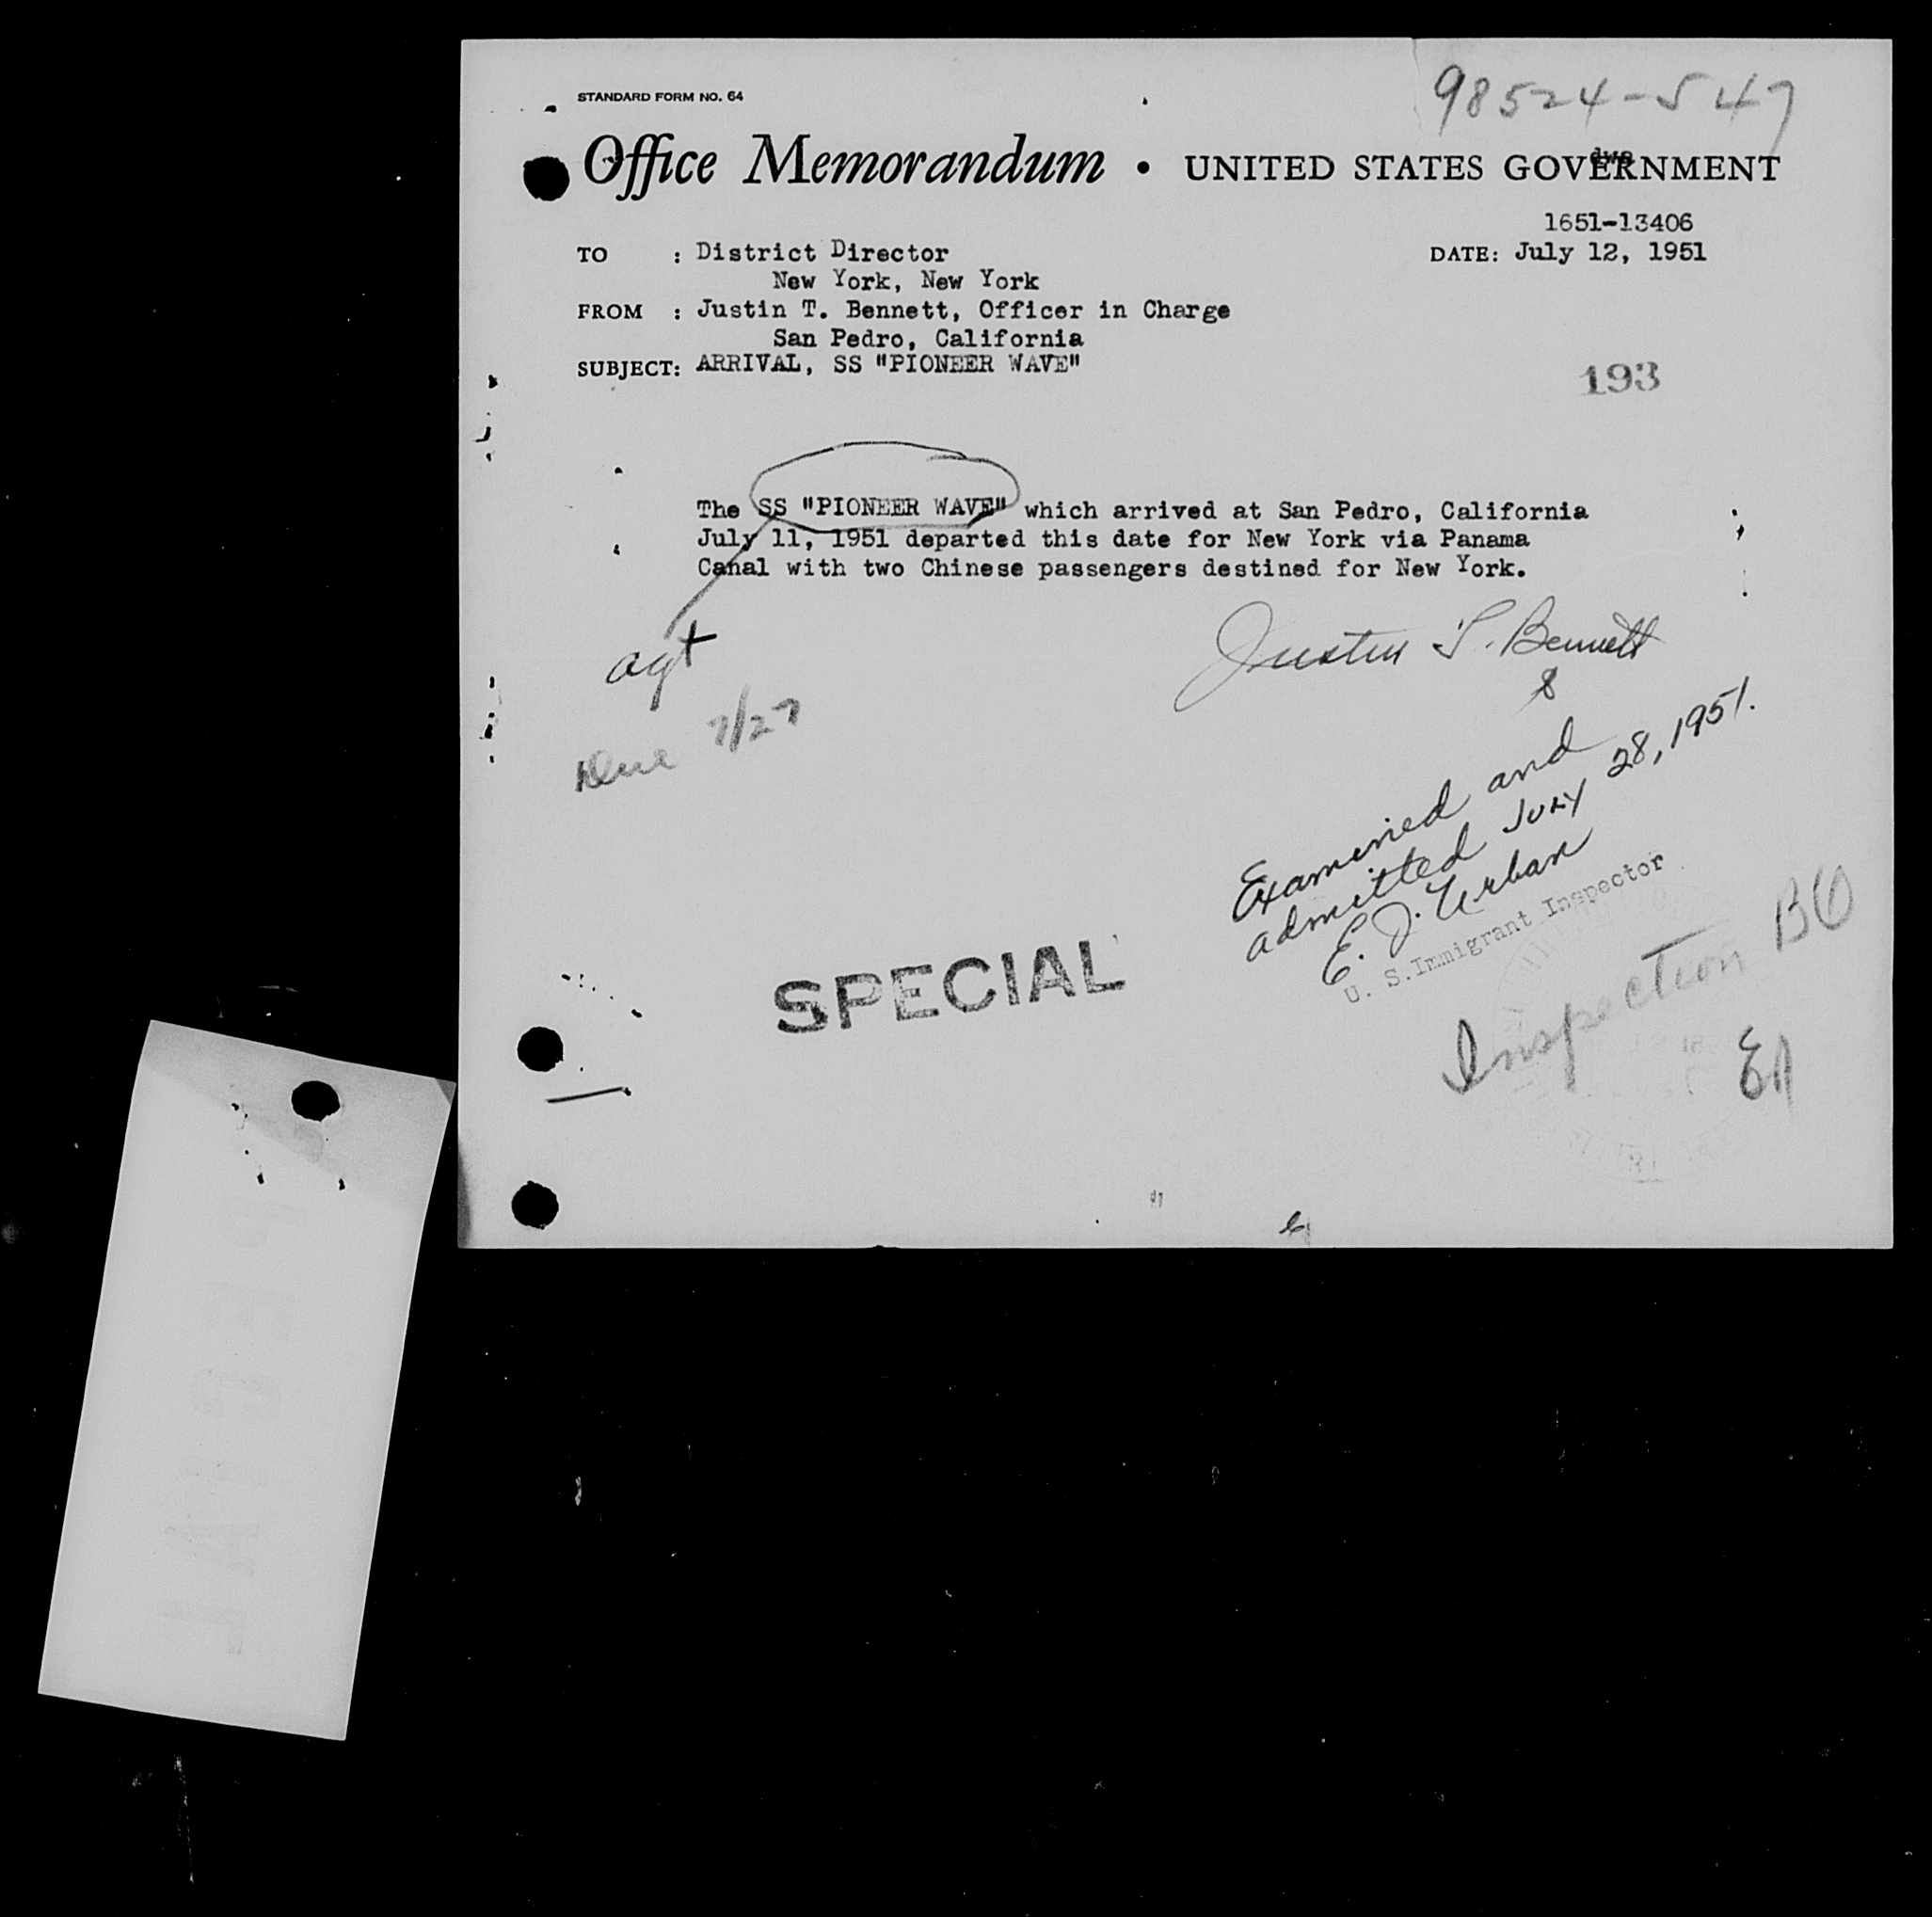 STANDARD FORM NO. 64
98524-547
Office Memorandum • UNITED STATES GOVERNMENT
1651-13406
TO : District Director
New York, New York
DATE: July 12, 1951
FROM : Justin T. Bennett, Officer in Charge
San Pedro, California
SUBJECT: ARRIVAL, SS "PIONEER WAVE"
193
The SS "PIONEER WAVE" which arrived at San Pedro, California
July 11, 1951 departed this date for New York via Panama
Canal with two Chinese passengers destined for New York.
agt
Justin T. Bennett
Due 7/27
Examined and
admitted July 28, 1951.
E. J. Urban
U. S. Immigrant Inspector
SPECIAL
Inspection